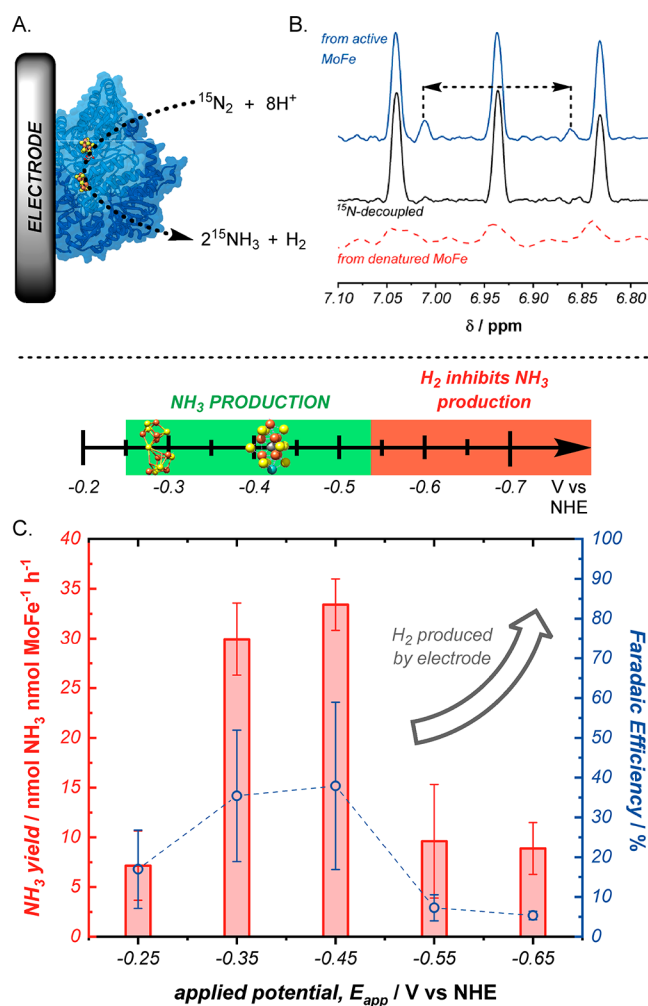 A.
ELECTRODE
¹⁵N₂ + 8H⁺
2¹⁵NH₃ + H₂
B.
from active
MoFe
¹⁵N-decoupled
from denatured MoFe
7.10 7.05 7.00 6.95 6.90 6.85 6.80
δ / ppm
NH₃ PRODUCTION
H₂ inhibits NH₃
production
-0.2 -0.3 -0.4 -0.5 -0.6 -0.7 V vs
NHE
C.
NH₃ yield / nmol NH₃ nmol MoFe⁻¹ h⁻¹
40
35
30
25
20
15
10
5
0
H₂ produced
by electrode
100
90
80
70
60
50
40
30
20
10
0
Faradaic Efficiency / %
-0.25 -0.35 -0.45 -0.55 -0.65
applied potential, Eₐₚₚ / V vs NHE